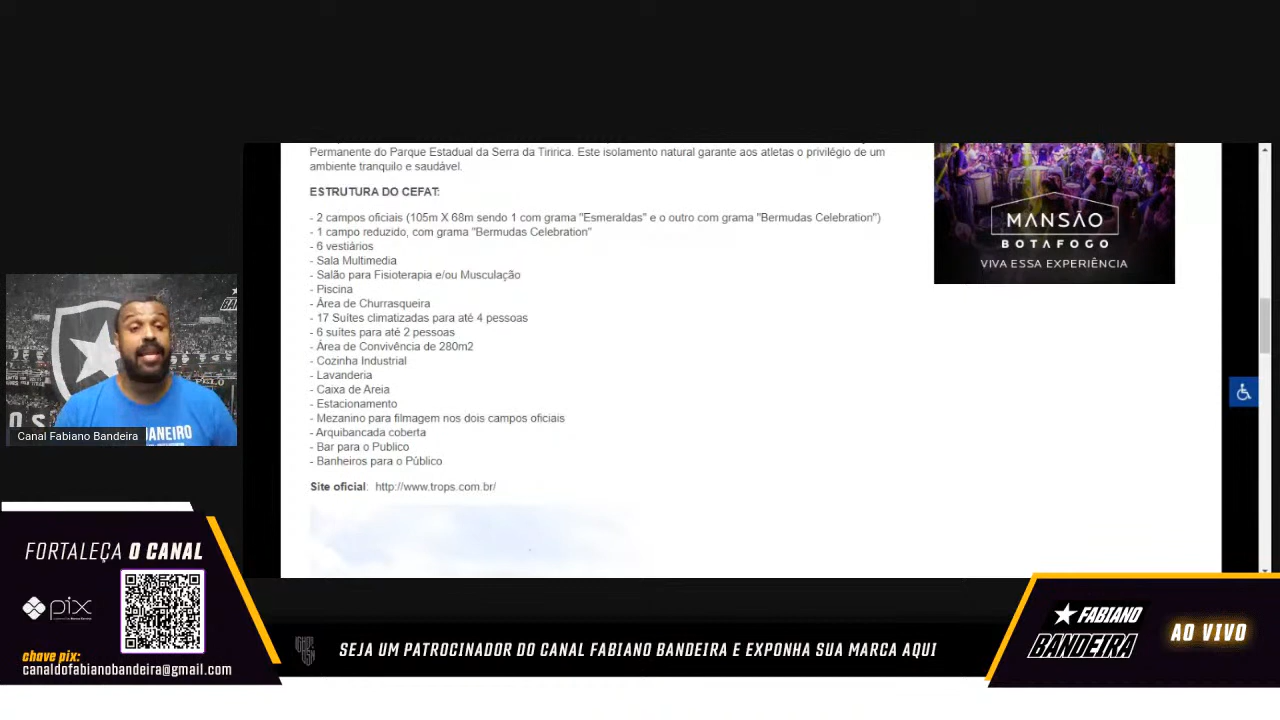 Permanente do Parque Estadual da Serra da Tiririca. Este isolamento natural garante aos atletas o privilégio de um
ambiente tranquilo e saudável.
ESTRUTURA DO CEFAT:
- 2 campos oficiais (105m X 68m sendo 1 com grama "Esmeraldas" e o outro com grama "Bermudas Celebration")
- 1 campo reduzido, com grama "Bermudas Celebration"
- 6 vestiários
- Sala Multimedia
- Salão para Fisioterapia e/ou Musculação
- Piscina
- Área de Churrasqueira
- 17 Suítes climatizadas para até 4 pessoas
- 6 suítes para até 2 pessoas
- Área de Convivência de 280m2
- Cozinha Industrial
- Lavanderia
- Caixa de Areia
- Estacionamento
- Mezanino para filmagem nos dois campos oficiais
- Arquibancada coberta
- Bar para o Publico
- Banheiros para o Público
Site oficial: http://www.trops.com.br/
MANSÃO
BOTAFOGO
VIVA ESSA EXPERIÊNCIA
JANEIRO
Canal Fabiano Bandeira
FORTALEÇA O CANAL
pix
chave pix:
canaldofabianobandeira@gmail.com
SEJA UM PATROCINADOR DO CANAL FABIANO BANDEIRA E EXPONHA SUA MARCA AQUI
FABIANO
BANDEIRA
AO VIVO